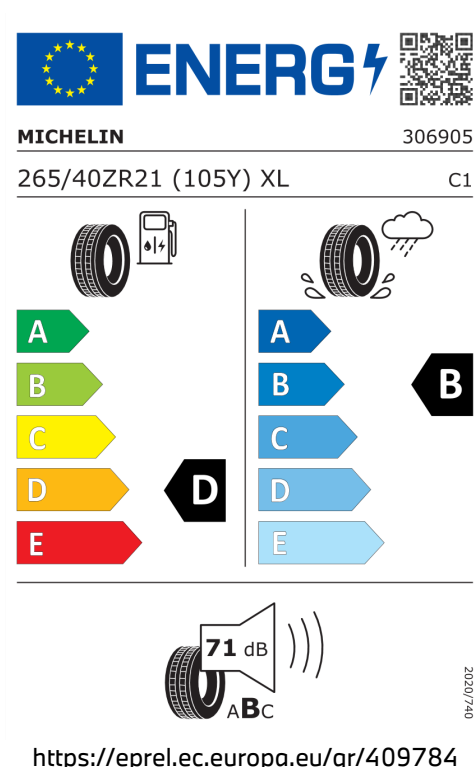 ENERG
MICHELIN 306905
265/40ZR21 (105Y) XL C1
A A
B B B
C C
D D D
E E
71 dB
ABC
2020/740
https://eprel.ec.europa.eu/qr/409784